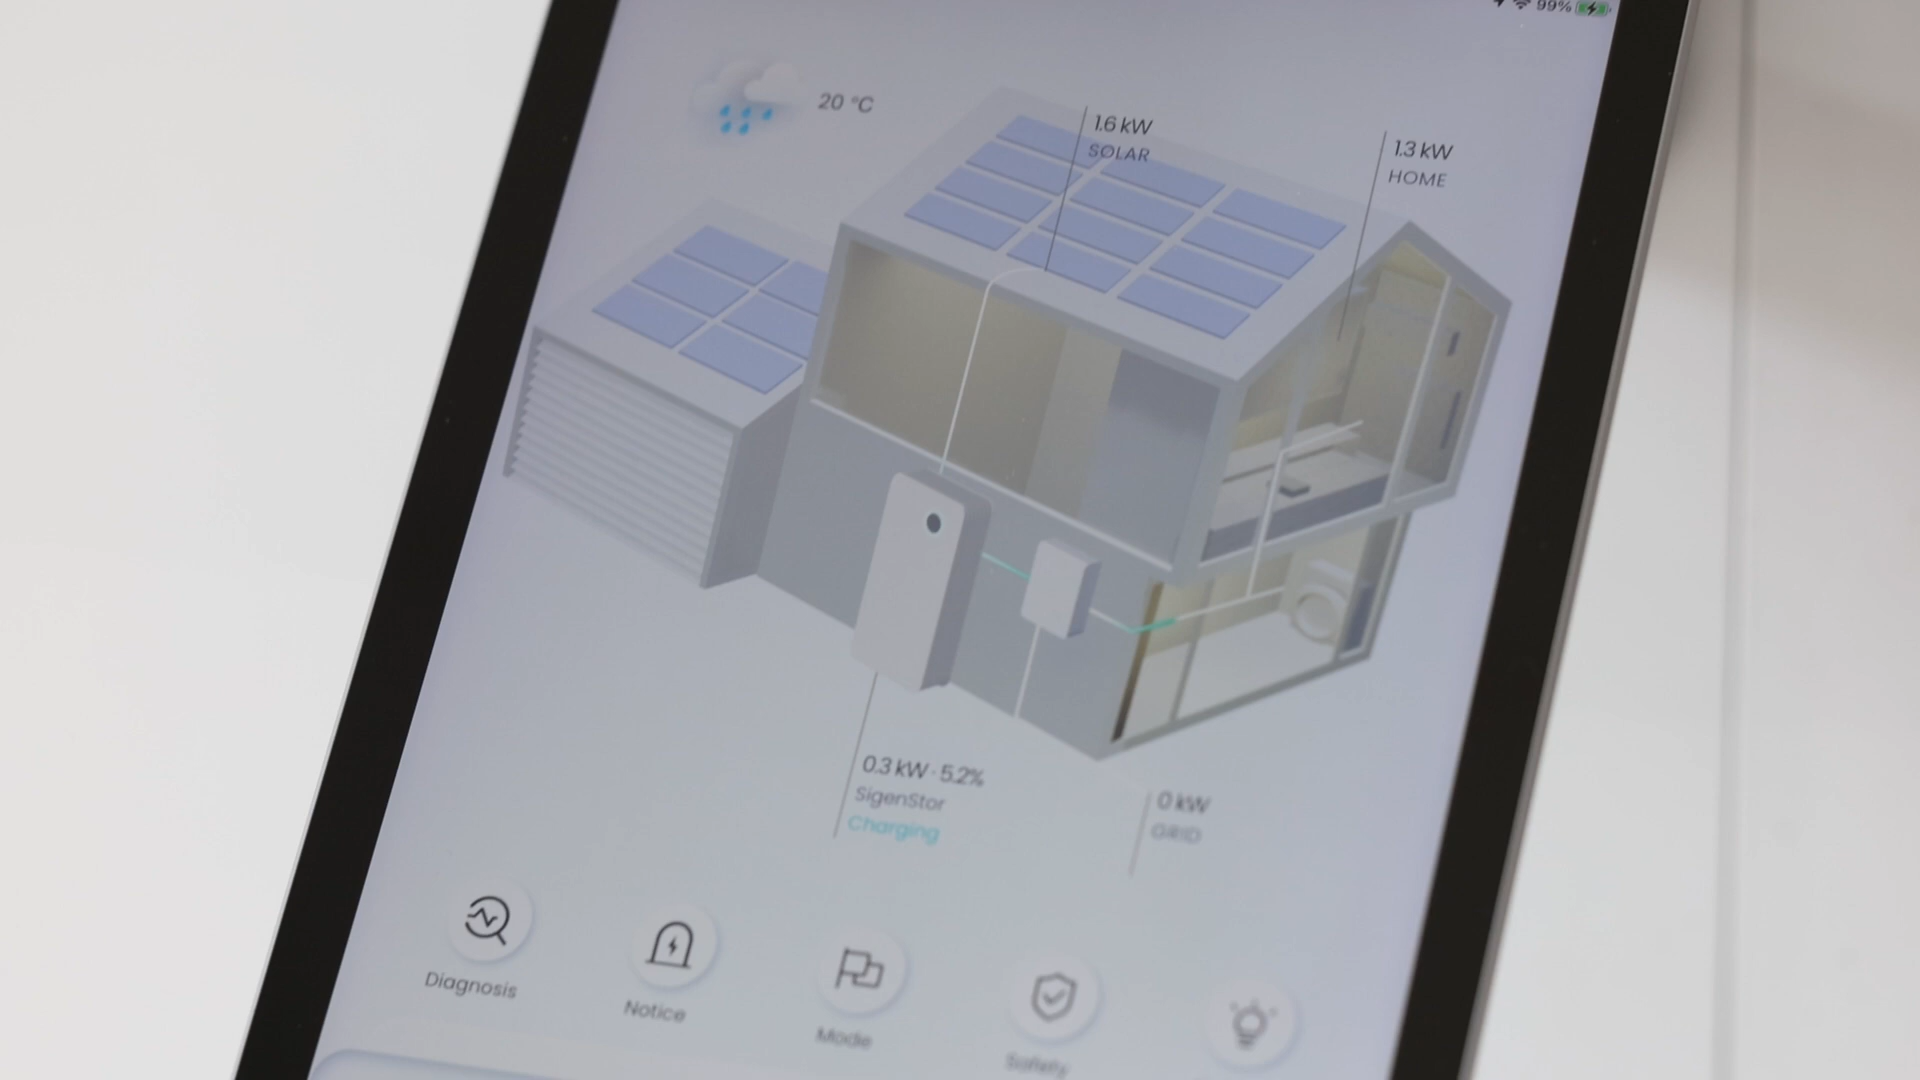 99%
20 °C
1.6 kW
SOLAR
1.3 kW
HOME
0.3 kW · 5.2%
SigenStor
Charging
0 kW
GRID
Diagnosis
Notice
Mode
Safety